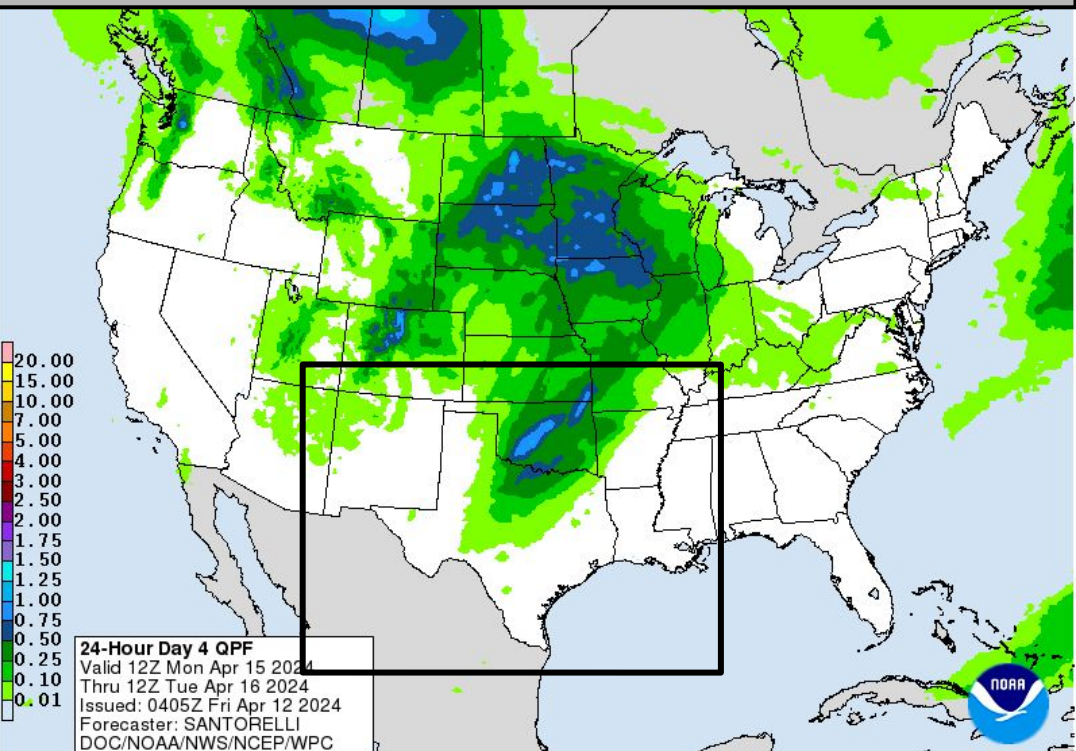 20.00
15.00
10.00
7.00
5.00
4.00
3.00
2.50
2.00
1.75
1.50
1.25
1.00
0.75
0.50
0.25
0.10
0.01
24-Hour Day 4 QPF
Valid 12Z Mon Apr 15 2024
Thru 12Z Tue Apr 16 2024
Issued: 0405Z Fri Apr 12 2024
Forecaster: SANTORELLI
DOC/NOAA/NWS/NCEP/WPC
NOAA